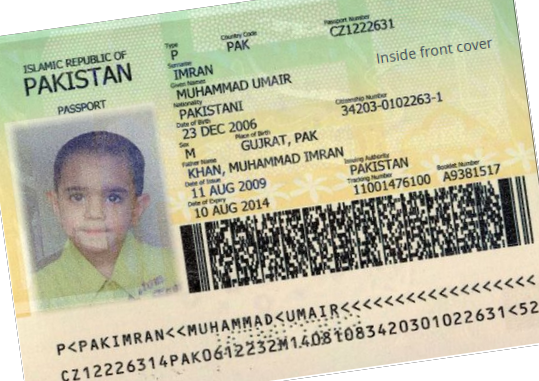 ISLAMIC REPUBLIC OF
PAKISTAN
PASSPORT
Type Country Code Passport Number
P PAK CZ1222631
Surname
IMRAN
Inside front cover
Given Names
MUHAMMAD UMAIR
Nationality Citizenship Number
PAKISTANI 34203-0102263-1
Date of Birth
23 DEC 2006
Sex Place of Birth
M GUJRAT, PAK
Father Name Issuing Authority
KHAN, MUHAMMAD IMRAN PAKISTAN
Date of Issue Tracking Number Booklet Number
11 AUG 2009 11001476100 A9381517
Date of Expiry
10 AUG 2014
P<PAKIMRAN<<MUHAMMAD<UMAIR<<<<<<<<<<<<<<<<<<
CZ12226314PAK0612232M14081083420301022631<52